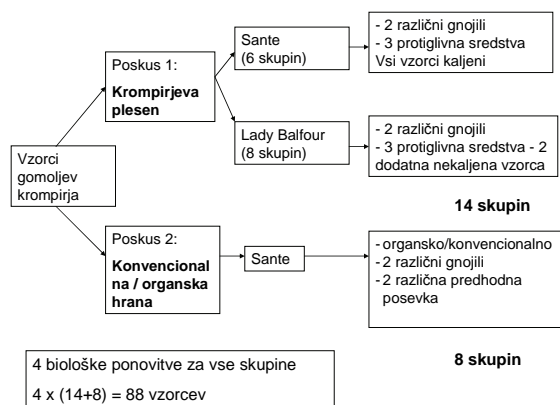 Vzorci
gomoljev
krompirja
Poskus 1:
Krompirjeva
plesen
Sante
(6 skupin)
- 2 različni gnojili
- 3 protiglivna sredstva
Vsi vzorci kaljeni
Lady Balfour
(8 skupin)
- 2 različni gnojili
- 3 protiglivna sredstva - 2
dodatna nekaljena vzorca
14 skupin
Poskus 2:
Konvencional
na / organska
hrana
Sante
- organsko/konvencionalno
- 2 različni gnojili
- 2 različna predhodna
posevka
8 skupin
4 biološke ponovitve za vse skupine
4 x (14+8) = 88 vzorcev